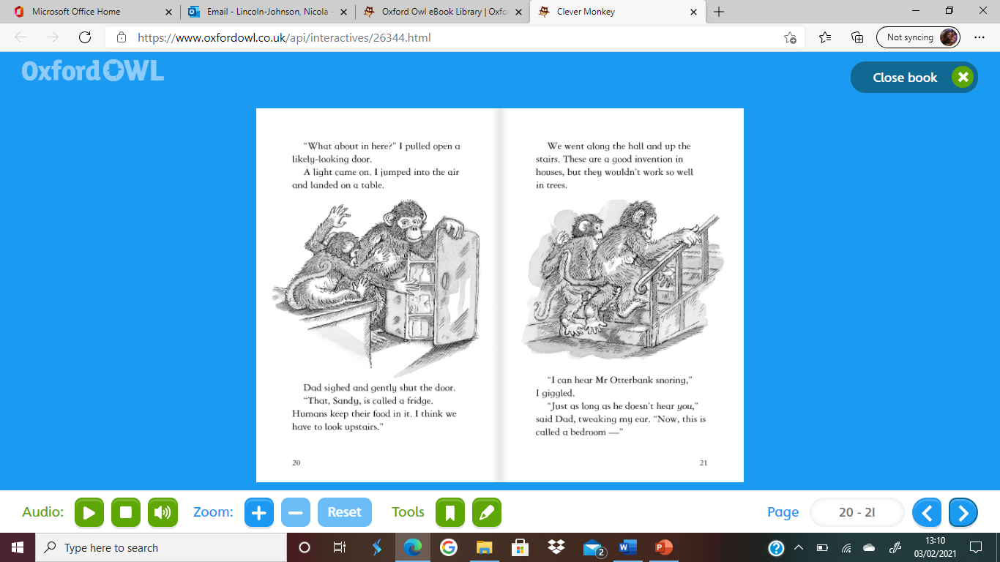 Microsoft Office Home
Email - Lincoln-Johnson, Nicola -
Oxford Owl eBook Library | Oxfo
Clever Monkey
https://www.oxfordowl.co.uk/api/interactives/26344.html
Not syncing
OxfordOWL
Close book
“What about in here?” I pulled open a
likely-looking door.
A light came on. I jumped into the air
and landed on a table.
Dad sighed and gently shut the door.
“That, Sandy, is called a fridge.
Humans keep their food in it. I think we
have to look upstairs.”
20
We went along the hall and up the
stairs. These are a good invention in
houses, but they wouldn’t work so well
in trees.
“I can hear Mr Otterbank snoring,”
I giggled.
“Just as long as he doesn’t hear you,”
said Dad, tweaking my ear. “Now, this is
called a bedroom —”
21
Audio:
Zoom:
Reset
Tools
Page
20 - 21
Type here to search
2
13:10
03/02/2021